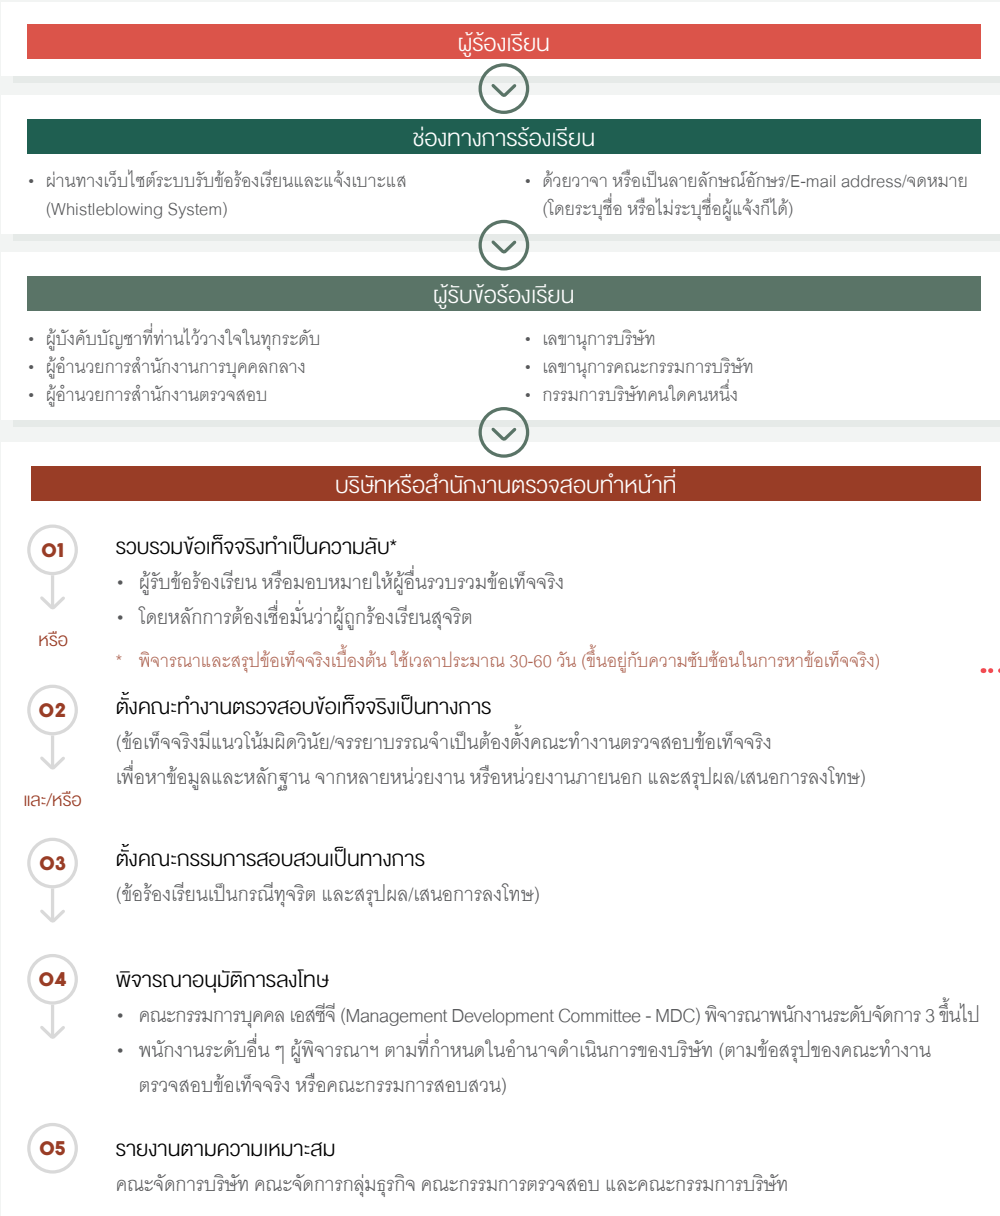 ผู้ร้องเรียน
ช่องทางการร้องเรียน
• ผ่านทางเว็บไซต์ระบบรับข้อร้องเรียนและแจ้งเบาะแส
(Whistleblowing System)
• ด้วยวาจา หรือเป็นลายลักษณ์อักษร/E-mail address/จดหมาย
(โดยระบุชื่อ หรือไม่ระบุชื่อผู้แจ้งก็ได้)
ผู้รับข้อร้องเรียน
• ผู้บังคับบัญชาที่ท่านไว้วางใจในทุกระดับ
• ผู้อำนวยการสำนักงานการบุคคลกลาง
• ผู้อำนวยการสำนักงานตรวจสอบ
• เลขานุการบริษัท
• เลขานุการคณะกรรมการบริษัท
• กรรมการบริษัทคนใดคนหนึ่ง
บริษัทหรือสำนักงานตรวจสอบทำหน้าที่
01
รวบรวมข้อเท็จจริงทำเป็นความลับ*
• ผู้รับข้อร้องเรียน หรือมอบหมายให้ผู้อื่นรวบรวมข้อเท็จจริง
• โดยหลักการต้องเชื่อมั่นว่าผู้ถูกร้องเรียนสุจริต
หรือ
* พิจารณาและสรุปข้อเท็จจริงเบื้องต้น ใช้เวลาประมาณ 30-60 วัน (ขึ้นอยู่กับความซับซ้อนในการหาข้อเท็จจริง)
02
ตั้งคณะทำงานตรวจสอบข้อเท็จจริงเป็นทางการ
(ข้อเท็จจริงมีแนวโน้มผิดวินัย/จรรยาบรรณจำเป็นต้องตั้งคณะทำงานตรวจสอบข้อเท็จจริง
เพื่อหาข้อมูลและหลักฐาน จากหลายหน่วยงาน หรือหน่วยงานภายนอก และสรุปผล/เสนอการลงโทษ)
และ/หรือ
03
ตั้งคณะกรรมการสอบสวนเป็นทางการ
(ข้อร้องเรียนเป็นกรณีทุจริต และสรุปผล/เสนอการลงโทษ)
04
พิจารณาอนุมัติการลงโทษ
• คณะกรรมการบุคคล เอสซีจี (Management Development Committee - MDC) พิจารณาพนักงานระดับจัดการ 3 ขึ้นไป
• พนักงานระดับอื่น ๆ ผู้พิจารณาฯ ตามที่กำหนดในอำนาจดำเนินการของบริษัท (ตามข้อสรุปของคณะทำงาน
ตรวจสอบข้อเท็จจริง หรือคณะกรรมการสอบสวน)
05
รายงานตามความเหมาะสม
คณะจัดการบริษัท คณะจัดการกลุ่มธุรกิจ คณะกรรมการตรวจสอบ และคณะกรรมการบริษัท